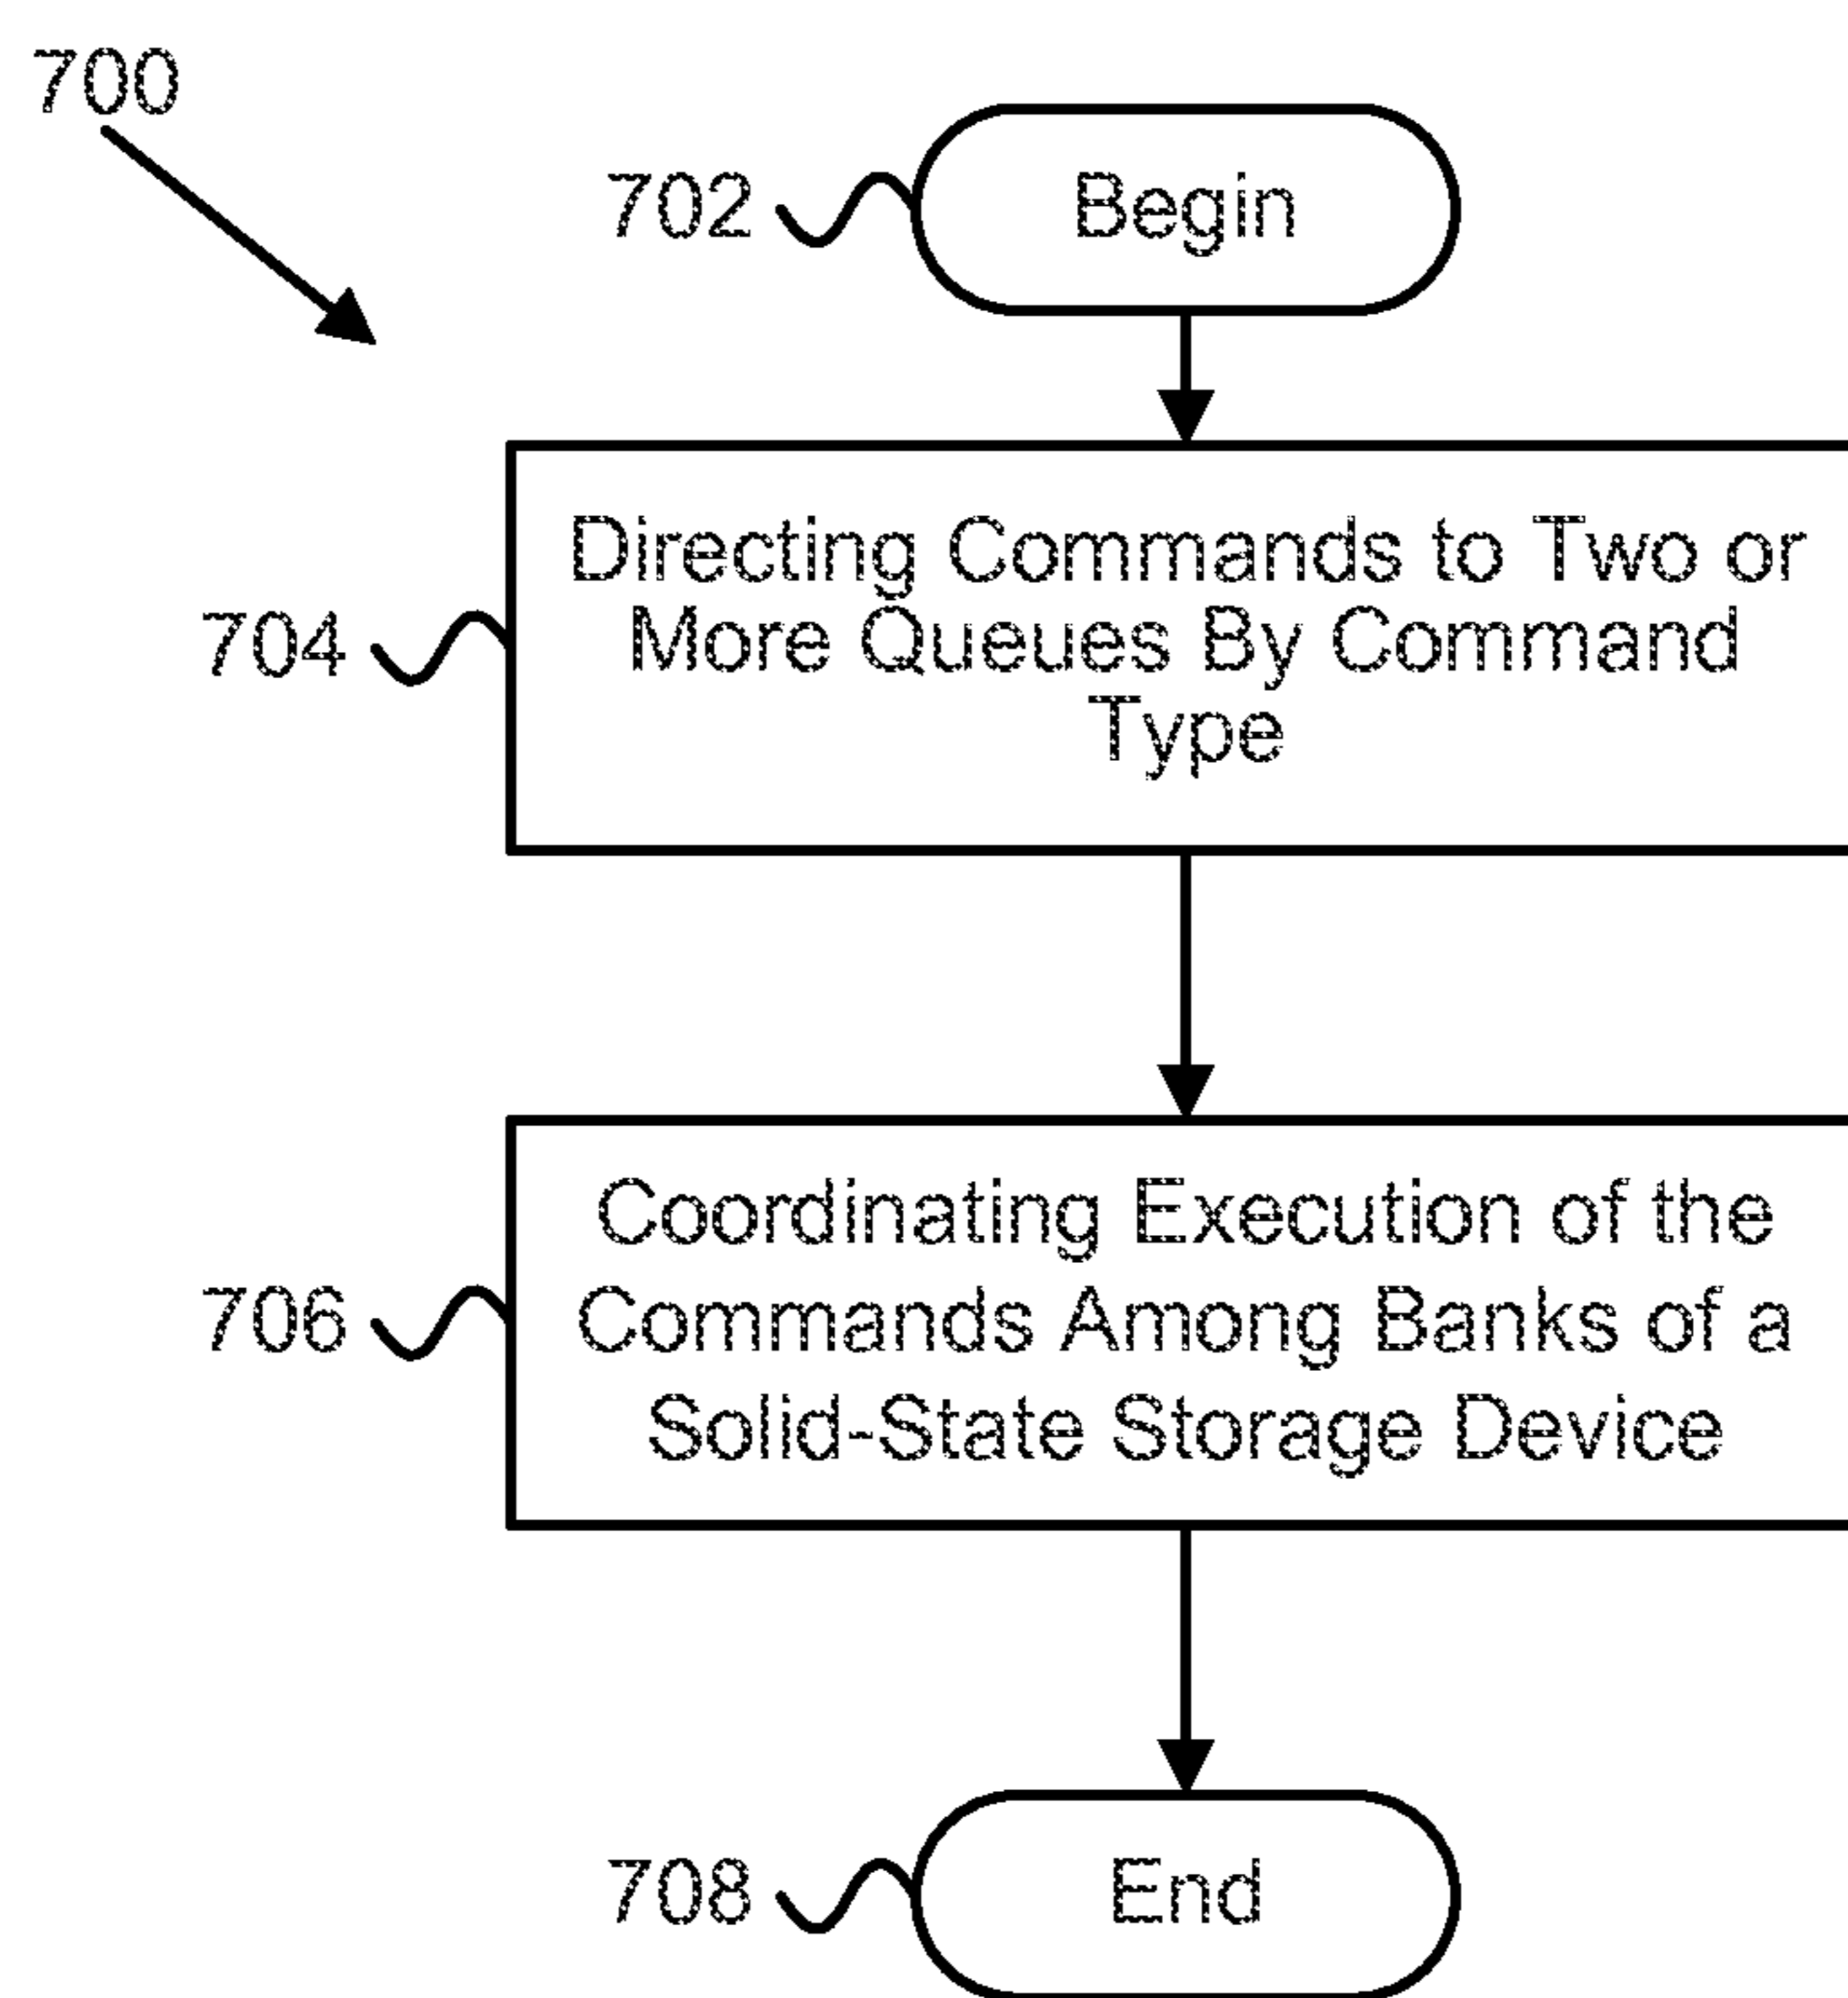 700
702
Begin
704
Directing Commands to Two or
More Queues By Command
Type
706
Coordinating Execution of the
Commands Among Banks of a
Solid-State Storage Device
708
End